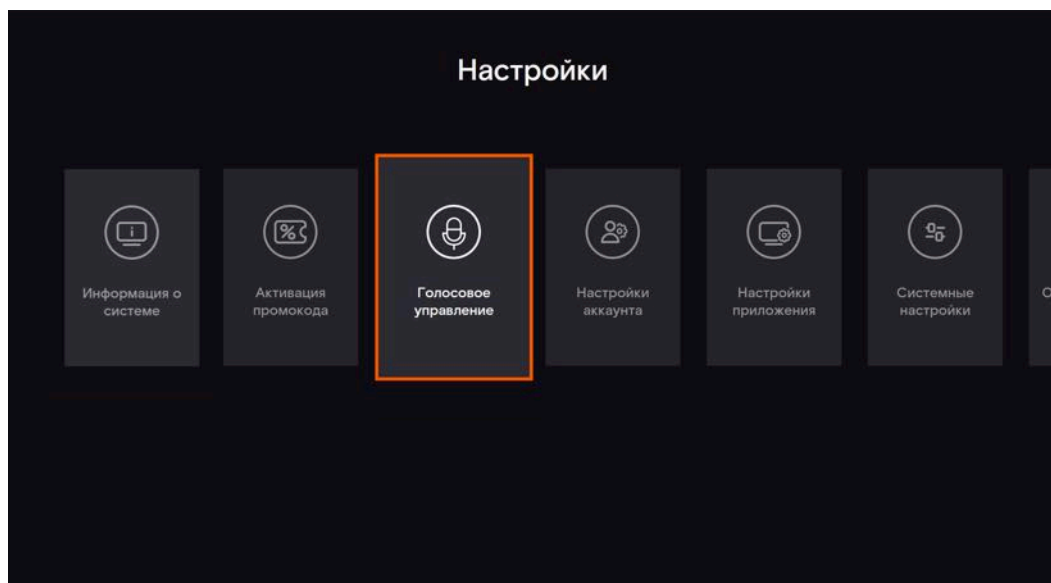 Настройки
Информация о
системе
Активация
промокода
Голосовое
управление
Настройки
аккаунта
Настройки
приложения
Системные
настройки